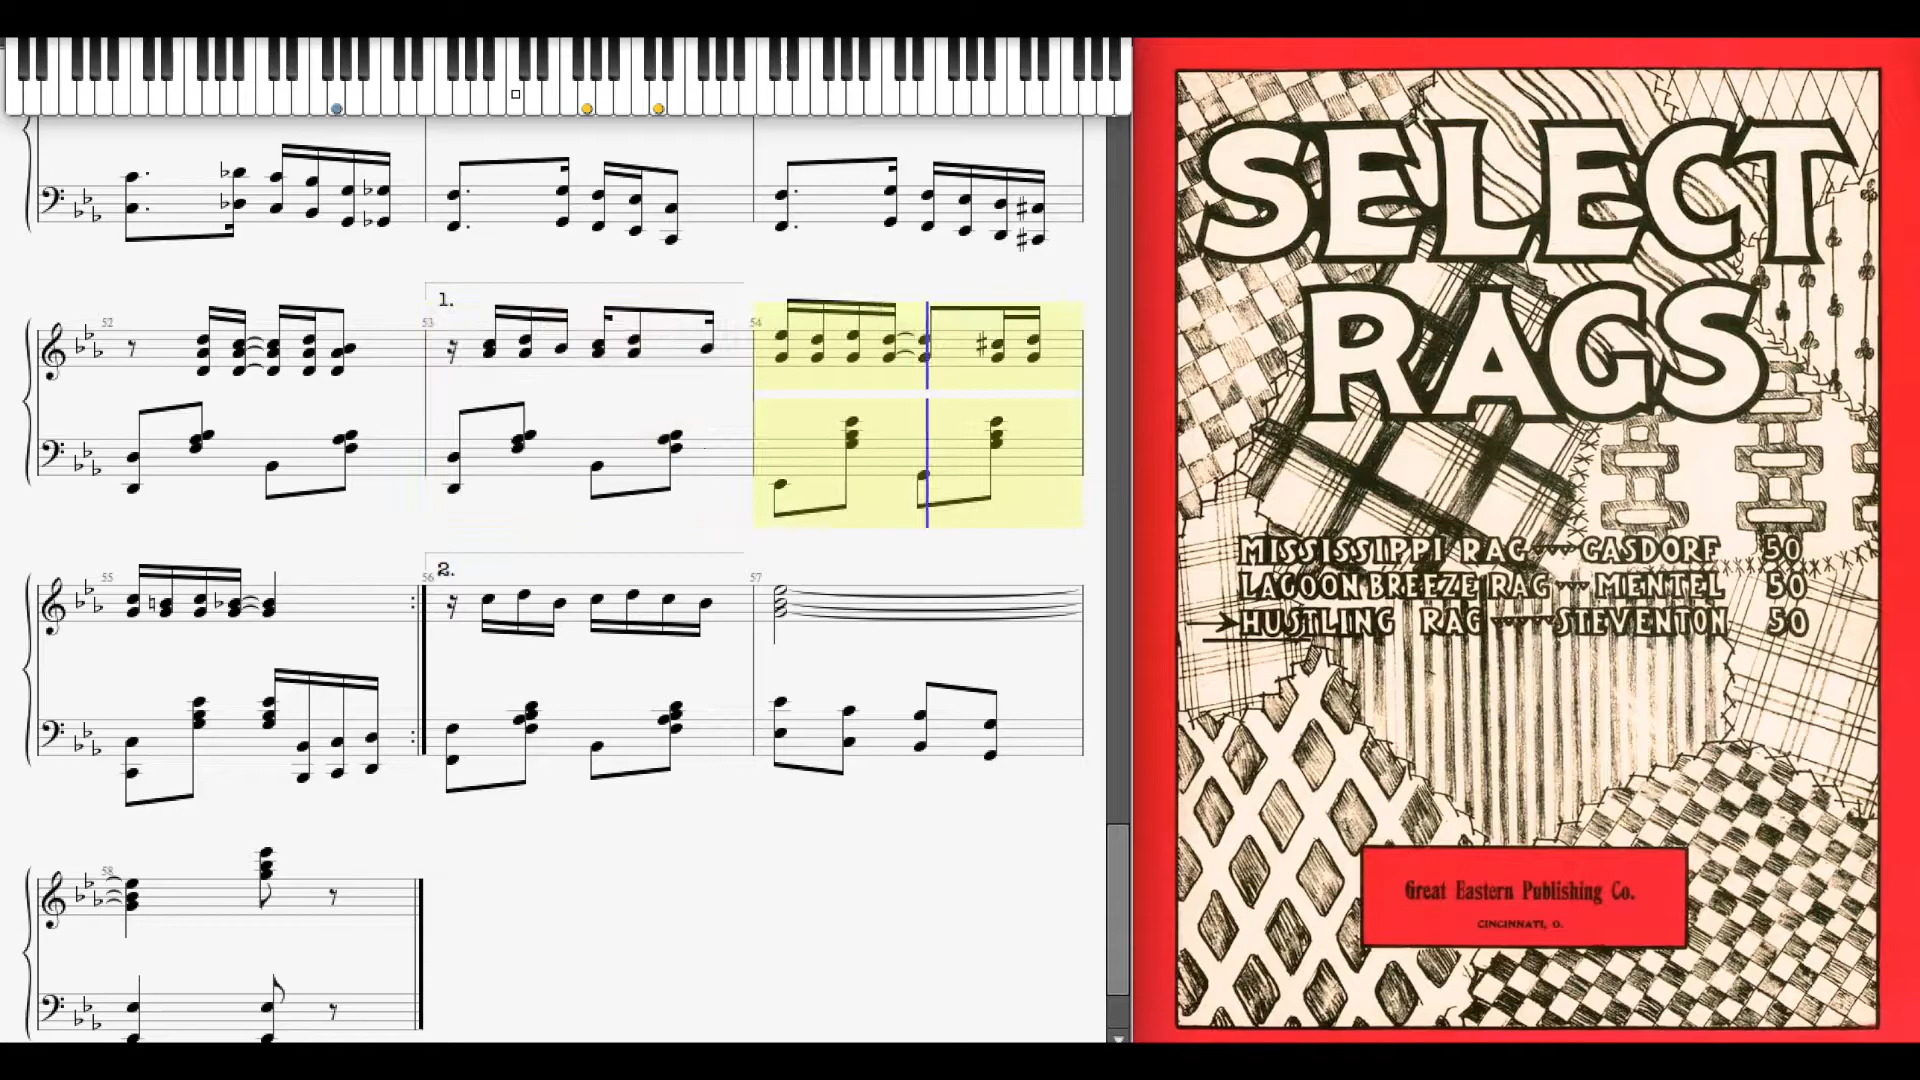 52
1.
53
54
55
2.
56
57
58
SELECT
RAGS
MISSISSIPPI RAG GASDORF 50
LAGOON BREEZE RAG MENTEL 50
HUSTLING RAG STEVENTON 50
Great Eastern Publishing Co.
CINCINNATI, O.